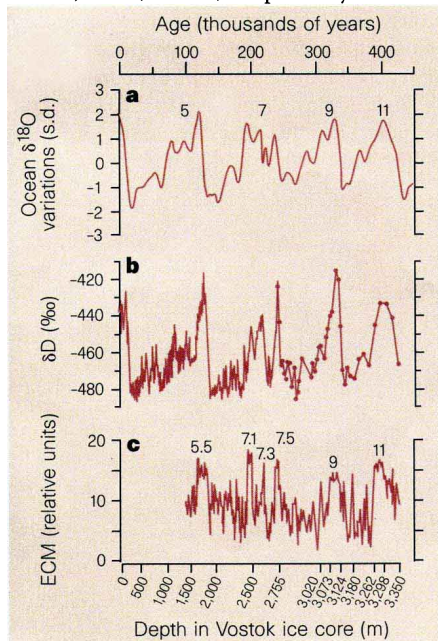 Age (thousands of years)
0 100 200 300 400
a
5 7 9 11
Ocean δ18O
variations (s.d.)
3
2
1
0
−1
−2
−3
b
δD (‰)
−420
−440
−460
−480
c
5.5 7.1 7.3 7.5 9 11
ECM (relative units)
20
15
10
5
0
0 500 1,000 1,500 2,000 2,500 2,755 3,020 3,073 3,124 3,180 3,262 3,298 3,350
Depth in Vostok ice core (m)